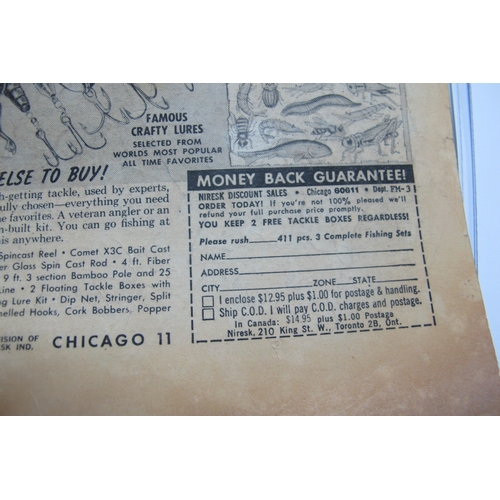 FAMOUS
CRAFTY LURES
SELECTED FROM
WORLDS MOST POPULAR
ALL TIME FAVORITES
ELSE TO BUY!
h-getting tackle, used by experts,
ully chosen—everything you need
e favorites. A veteran angler or an
n-built kit. You can go fishing at
is anywhere.
Spincast Reel • Comet X3C Bait Cast
er Glass Spin Cast Rod • 4 ft. Fiber
9 ft. 3 section Bamboo Pole and 25
Line • 2 Floating Tackle Boxes with
ng Lure Kit • Dip Net, Stringer, Split
nelled Hooks, Cork Bobbers, Popper
ISION OF
SK IND.
CHICAGO 11
MONEY BACK GUARANTEE!
NIRESK DISCOUNT SALES • Chicago 60611 • Dept. FM-3
ORDER TODAY! If you're not 100% pleased we'll
refund your full purchase price promptly.
YOU KEEP 2 FREE TACKLE BOXES REGARDLESS!
Please rush 411 pcs. 3 Complete Fishing Sets
NAME
ADDRESS
CITY ZONE STATE
I enclose $12.95 plus $1.00 for postage & handling.
Ship C.O.D. I will pay C.O.D. charges and postage.
In Canada: $14.95 plus $1.00 Postage
Niresk, 210 King St. W., Toronto 2B, Ont.